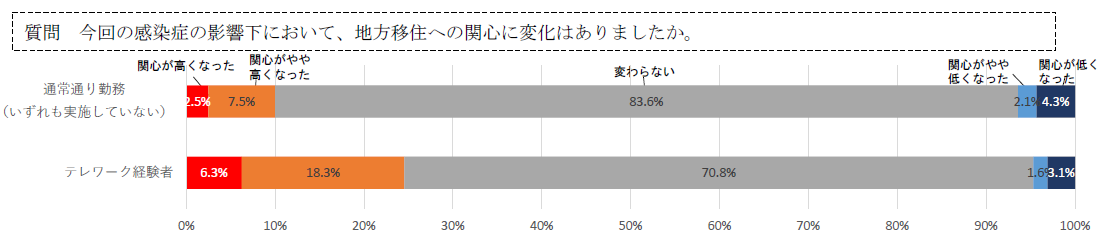 質問　今回の感染症の影響下において、地方移住への関心に変化はありましたか。
関心が高くなった
関心がやや
高くなった
変わらない
関心がやや
低くなった
関心が低く
なった
通常通り勤務
（いずれも実施していない）
2.5% 7.5% 83.6% 2.1% 4.3%
テレワーク経験者
6.3% 18.3% 70.8% 1.6% 3.1%
0% 10% 20% 30% 40% 50% 60% 70% 80% 90% 100%